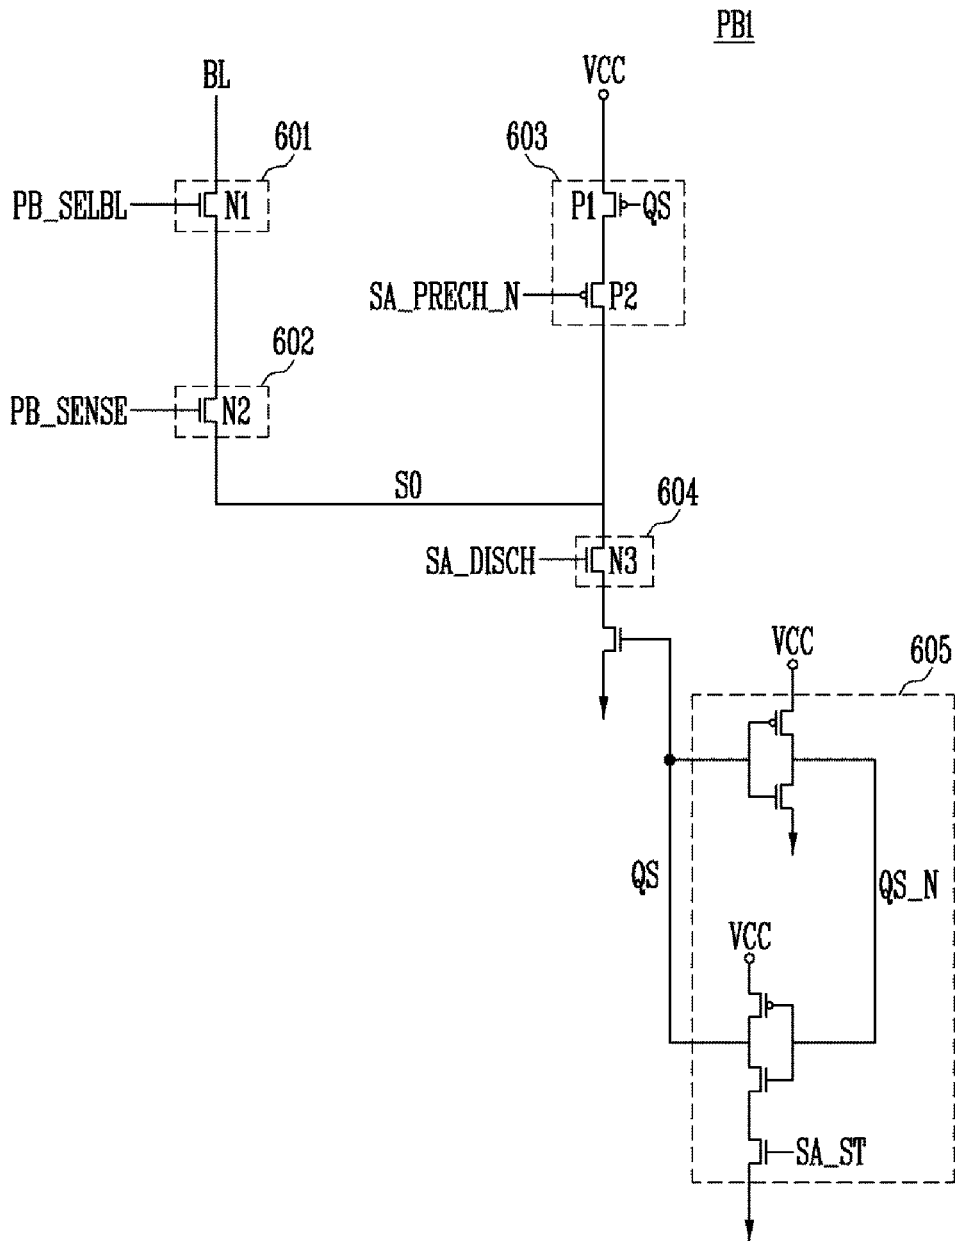 PB1
BL
VCC
601
603
PB_SELBL
N1
P1
QS
SA_PRECH_N
P2
602
PB_SENSE
N2
SO
604
SA_DISCH
N3
VCC
605
QS
QS_N
VCC
SA_ST